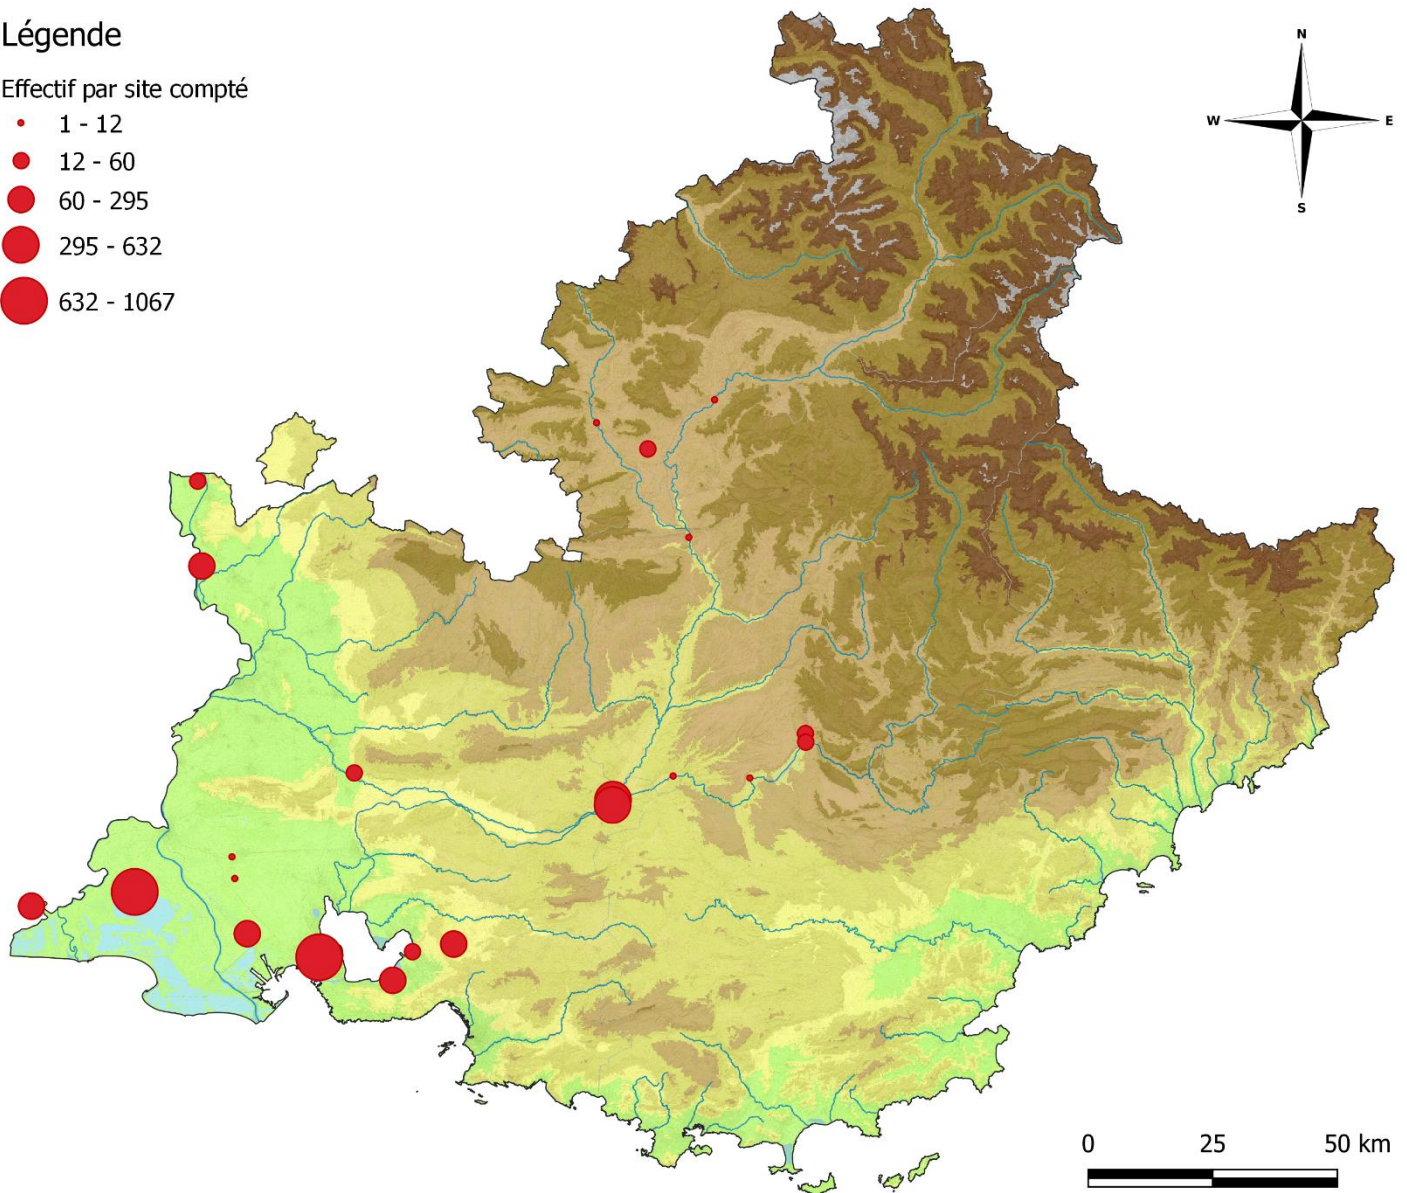 Légende
Effectif par site compté
1 - 12
12 - 60
60 - 295
295 - 632
632 - 1067
N
W E
S
0 25 50 km